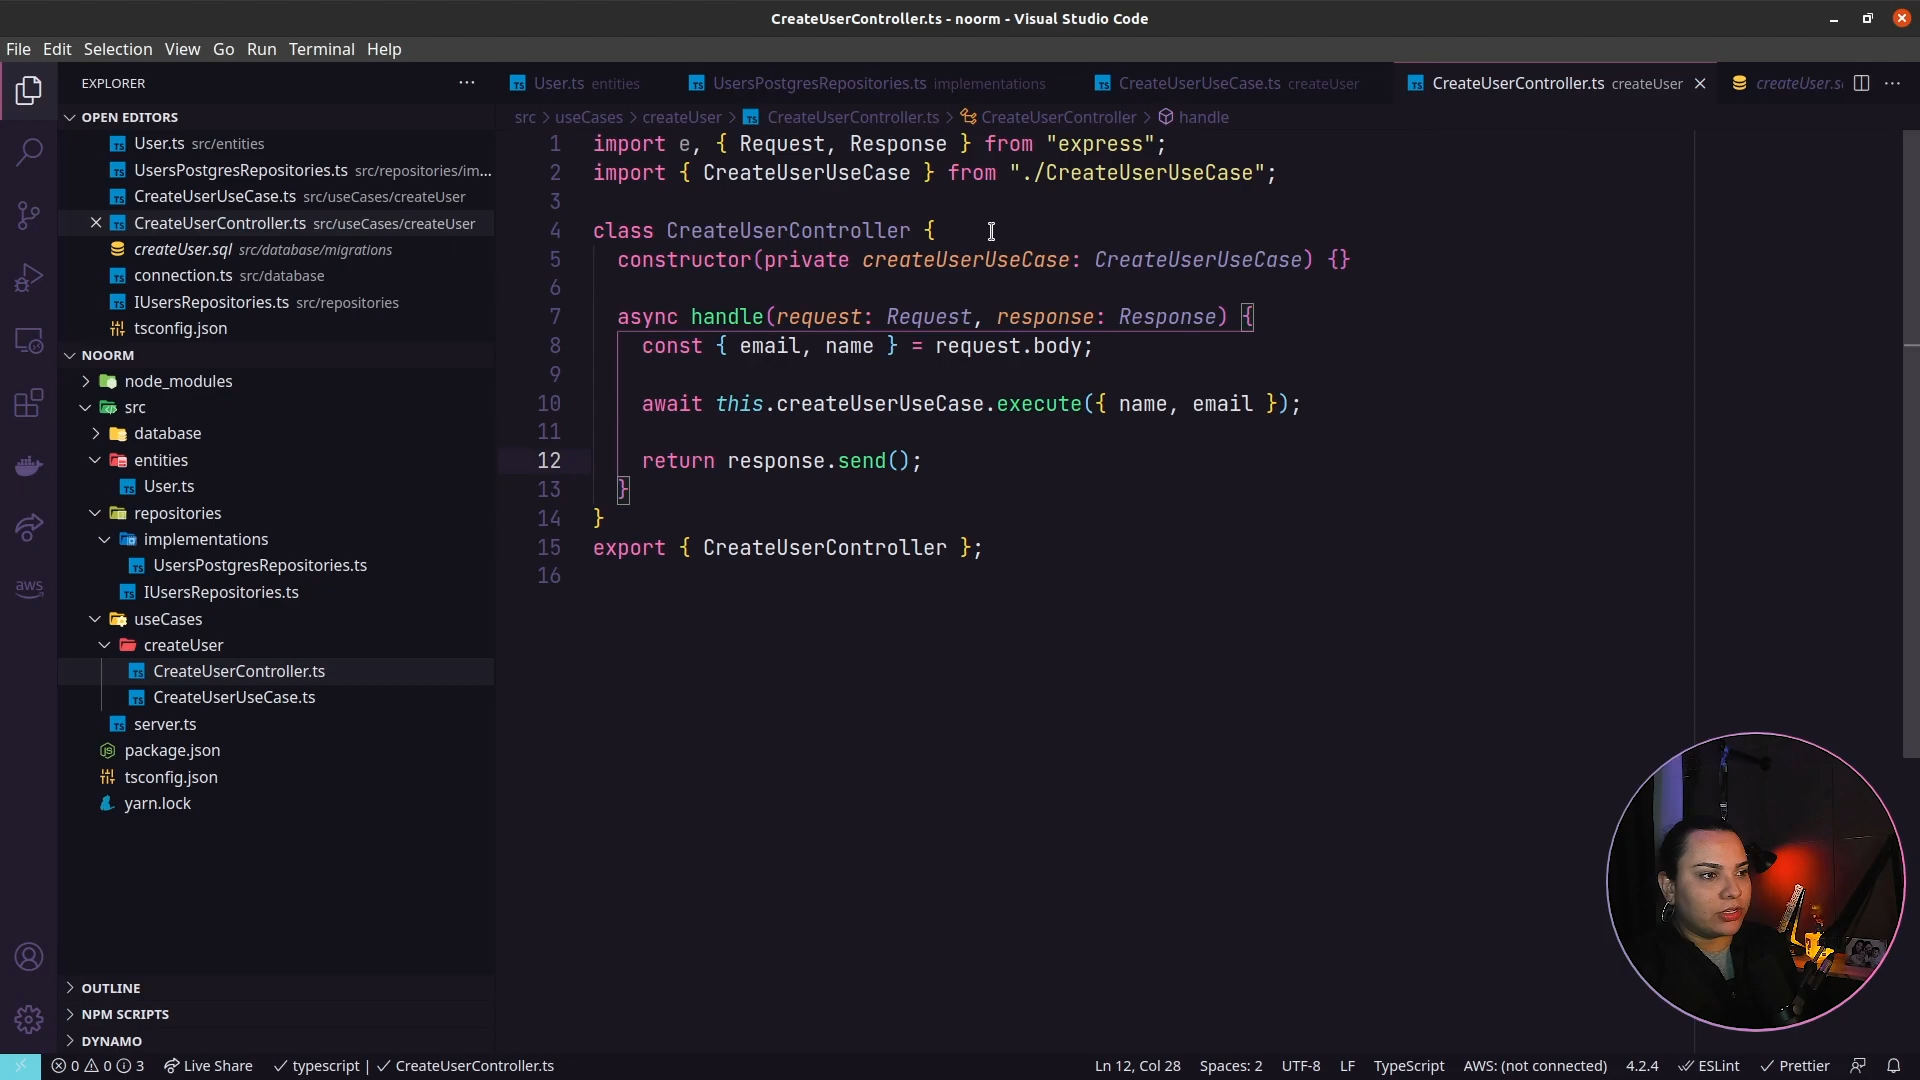 CreateUserController.ts - noorm - Visual Studio Code
File Edit Selection View Go Run Terminal Help
EXPLORER
OPEN EDITORS
User.ts src/entities
UsersPostgresRepositories.ts src/repositories/im...
CreateUserUseCase.ts src/useCases/createUser
CreateUserController.ts src/useCases/createUser
createUser.sql src/database/migrations
connection.ts src/database
IUsersRepositories.ts src/repositories
tsconfig.json
NOORM
node_modules
src
database
entities
User.ts
repositories
implementations
UsersPostgresRepositories.ts
IUsersRepositories.ts
useCases
createUser
CreateUserController.ts
CreateUserUseCase.ts
server.ts
package.json
tsconfig.json
yarn.lock
OUTLINE
NPM SCRIPTS
DYNAMO
aws
User.ts entities UsersPostgresRepositories.ts implementations CreateUserUseCase.ts createUser CreateUserController.ts createUser createUser.s
src > useCases > createUser > CreateUserController.ts > CreateUserController > handle
1 import e, { Request, Response } from "express";
2 import { CreateUserUseCase } from "./CreateUserUseCase";
3
4 class CreateUserController {
5 constructor(private createUserUseCase: CreateUserUseCase) {}
6
7 async handle(request: Request, response: Response) {
8 const { email, name } = request.body;
9
10 await this.createUserUseCase.execute({ name, email });
11
12 return response.send();
13 }
14 }
15 export { CreateUserController };
16
0 0 3 Live Share typescript | CreateUserController.ts Ln 12, Col 28 Spaces: 2 UTF-8 LF TypeScript AWS: (not connected) 4.2.4 ESLint Prettier